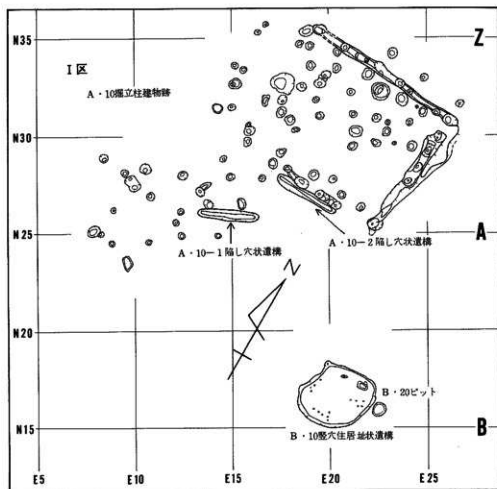 N35
Z
I区
A・10掘立柱建物跡
N30
N25
A
A・10-1陥し穴状遺構
A・10-2陥し穴状遺構
N
N20
N15
B・20ピット
B
B・10竪穴住居址状遺構
E5
E10
E15
E20
E25